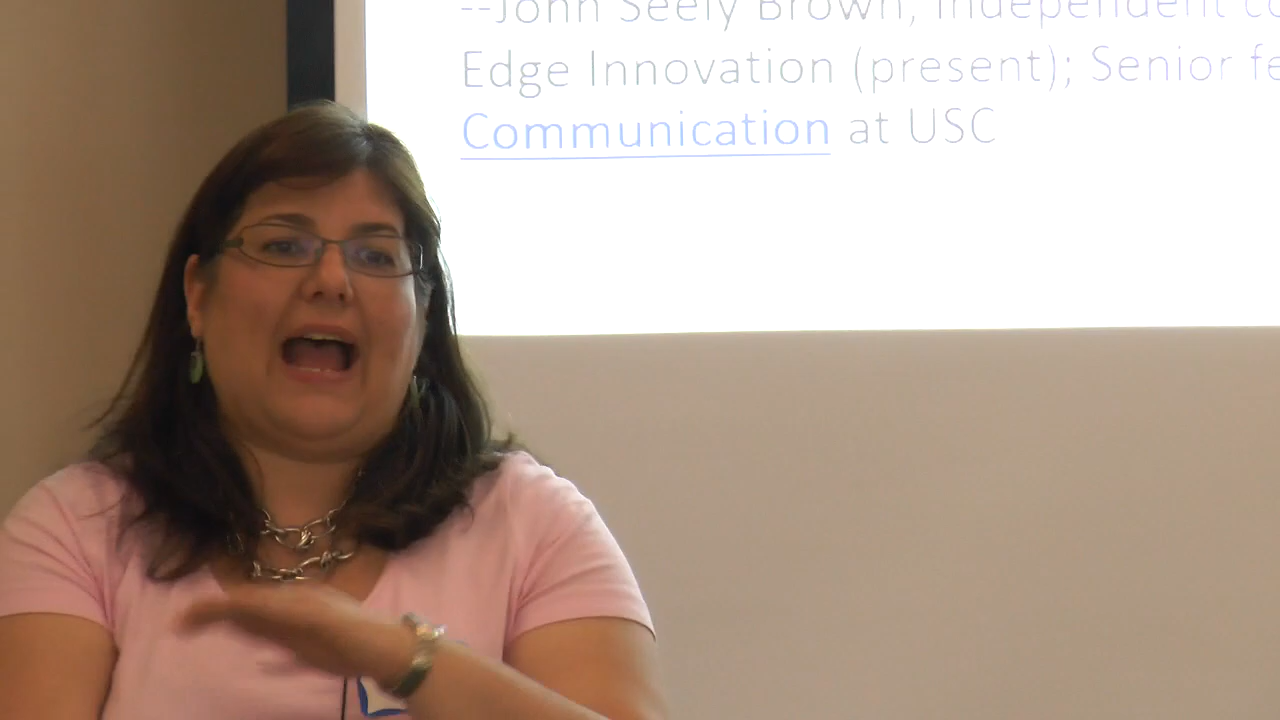 --John Seely Brown, Independent
Edge Innovation (present); Senior
Communication at USC